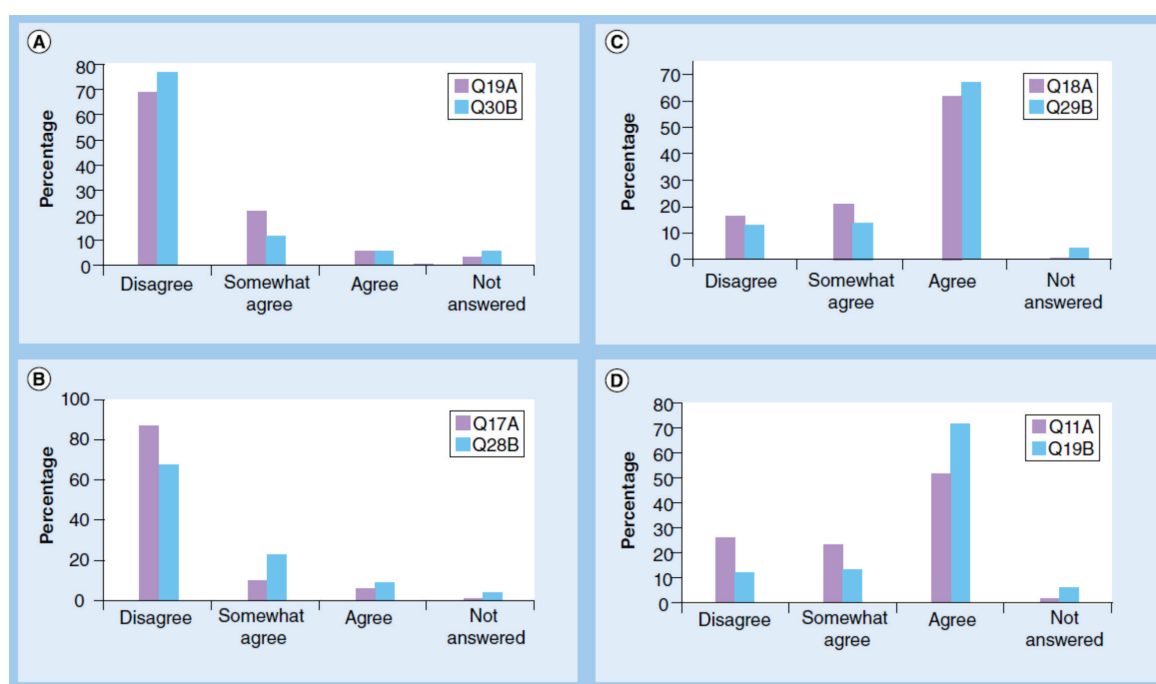 A
80
70
60
50
40
30
20
10
0
Percentage
Q19A
Q30B
Disagree
Somewhat
agree
Agree
Not
answered
B
100
80
60
40
20
0
Percentage
Q17A
Q28B
Disagree
Somewhat
agree
Agree
Not
answered
C
70
60
50
40
30
20
10
0
Percentage
Q18A
Q29B
Disagree
Somewhat
agree
Agree
Not
answered
D
80
70
60
50
40
30
20
10
0
Percentage
Q11A
Q19B
Disagree
Somewhat
agree
Agree
Not
answered